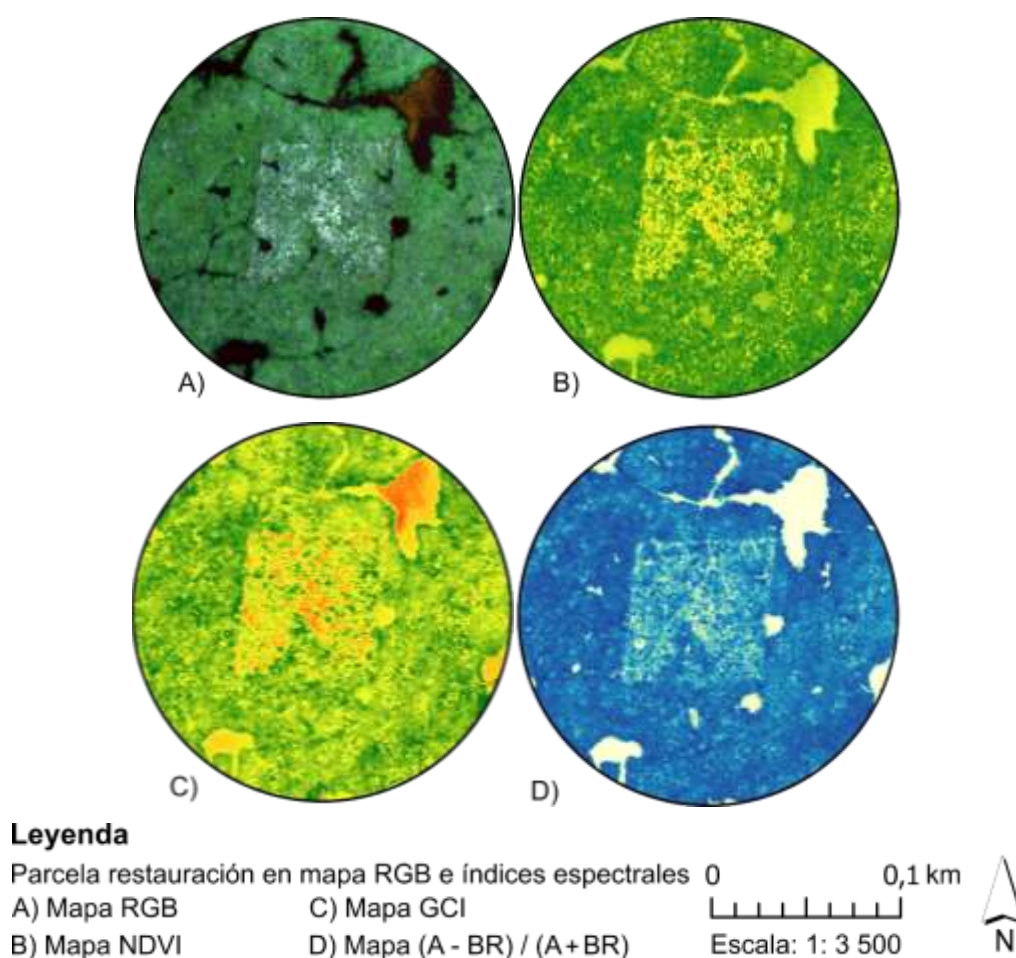 A)
B)
C)
D)
Leyenda
Parcela restauración en mapa RGB e índices espectrales
0 0,1 km
A) Mapa RGB C) Mapa GCI
B) Mapa NDVI D) Mapa (A - BR) / (A + BR)
Escala: 1: 3 500
N